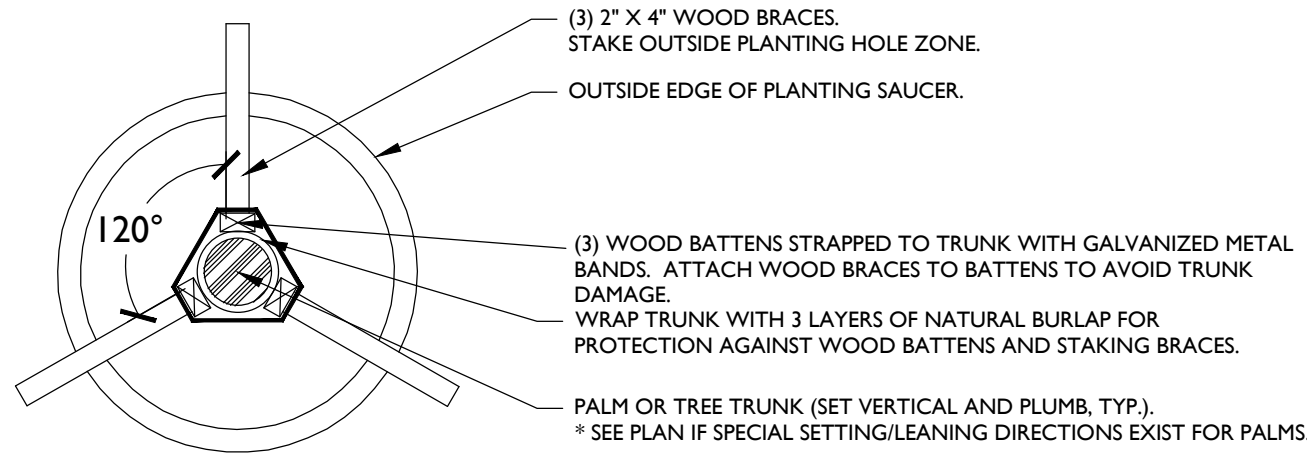 (3) 2" X 4" WOOD BRACES.
STAKE OUTSIDE PLANTING HOLE ZONE.
OUTSIDE EDGE OF PLANTING SAUCER.
120°
(3) WOOD BATTENS STRAPPED TO TRUNK WITH GALVANIZED METAL
BANDS. ATTACH WOOD BRACES TO BATTENS TO AVOID TRUNK
DAMAGE.
WRAP TRUNK WITH 3 LAYERS OF NATURAL BURLAP FOR
PROTECTION AGAINST WOOD BATTENS AND STAKING BRACES.
PALM OR TREE TRUNK (SET VERTICAL AND PLUMB, TYP.).
* SEE PLAN IF SPECIAL SETTING/LEANING DIRECTIONS EXIST FOR PALMS.